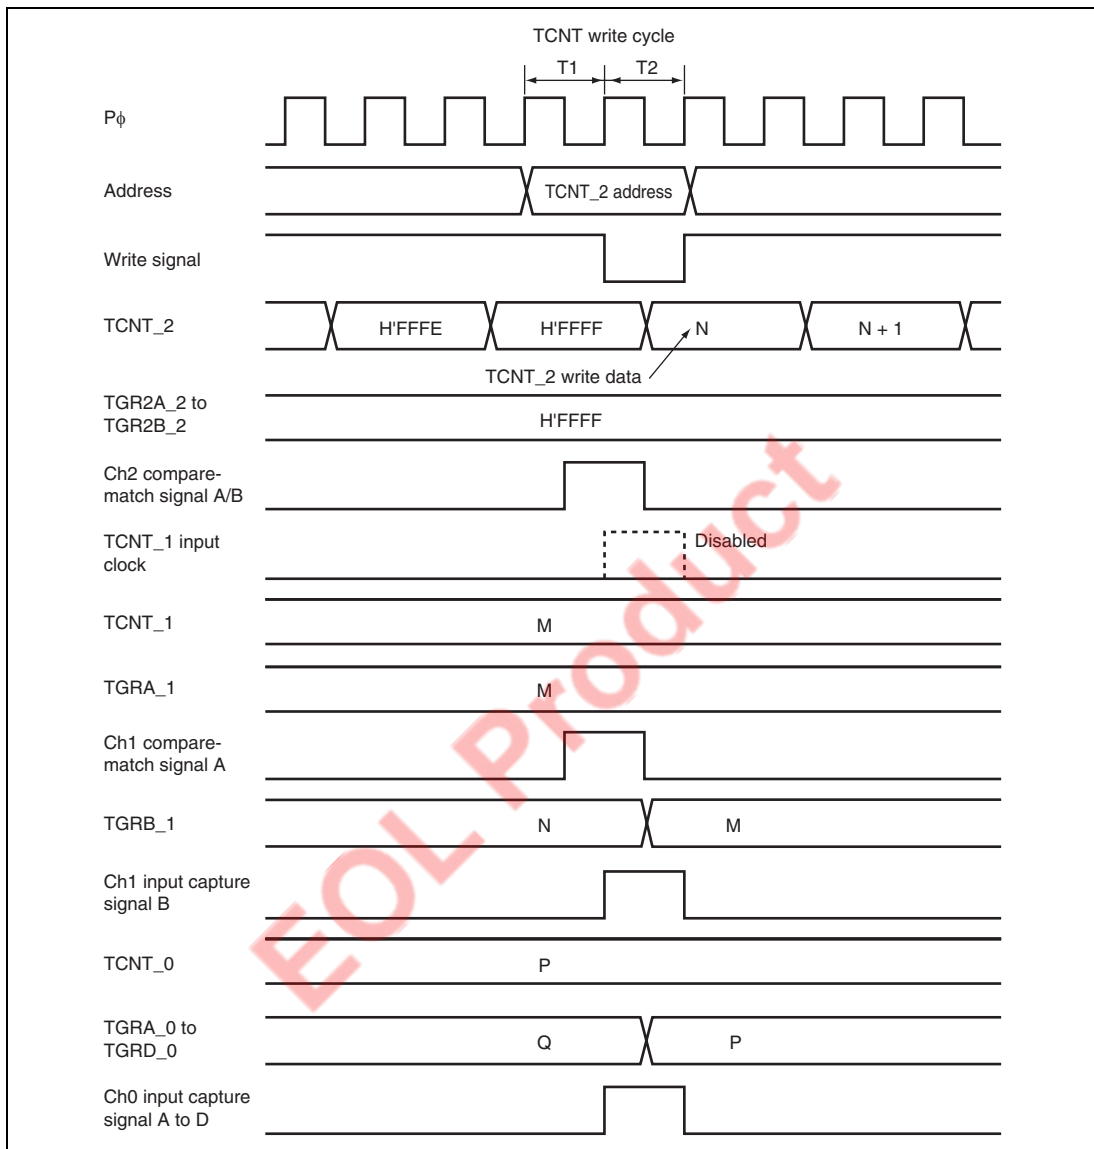 TCNT write cycle
T1 T2
Pϕ
Address
TCNT_2 address
Write signal
TCNT_2
H'FFFE H'FFFF N N + 1
TCNT_2 write data
TGR2A_2 to
TGR2B_2
H'FFFF
Ch2 compare-
match signal A/B
TCNT_1 input
clock
Disabled
TCNT_1
M
TGRA_1
M
Ch1 compare-
match signal A
TGRB_1
N M
Ch1 input capture
signal B
TCNT_0
P
TGRA_0 to
TGRD_0
Q P
Ch0 input capture
signal A to D
EOL Product